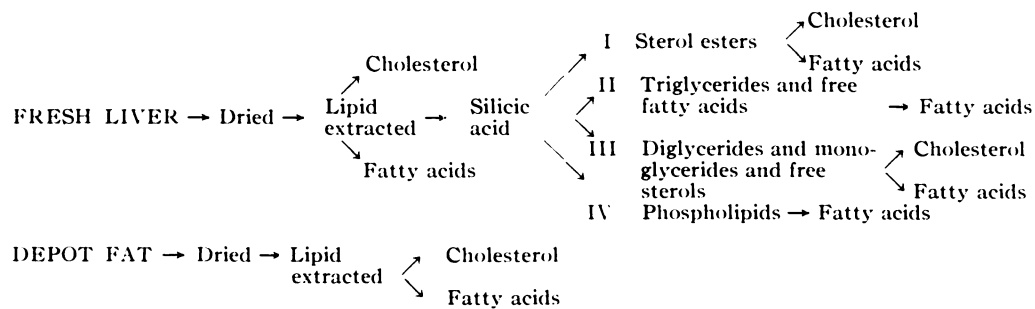 Cholesterol
I Sterol esters
Cholesterol
Fatty acids
II Triglycerides and free
fatty acids → Fatty acids
FRESH LIVER → Dried → Lipid
extracted → Silicic
acid
III Diglycerides and mono-
glycerides and free
sterols
Cholesterol
Fatty acids
Fatty acids
IV Phospholipids → Fatty acids
DEPOT FAT → Dried → Lipid
extracted
Cholesterol
Fatty acids